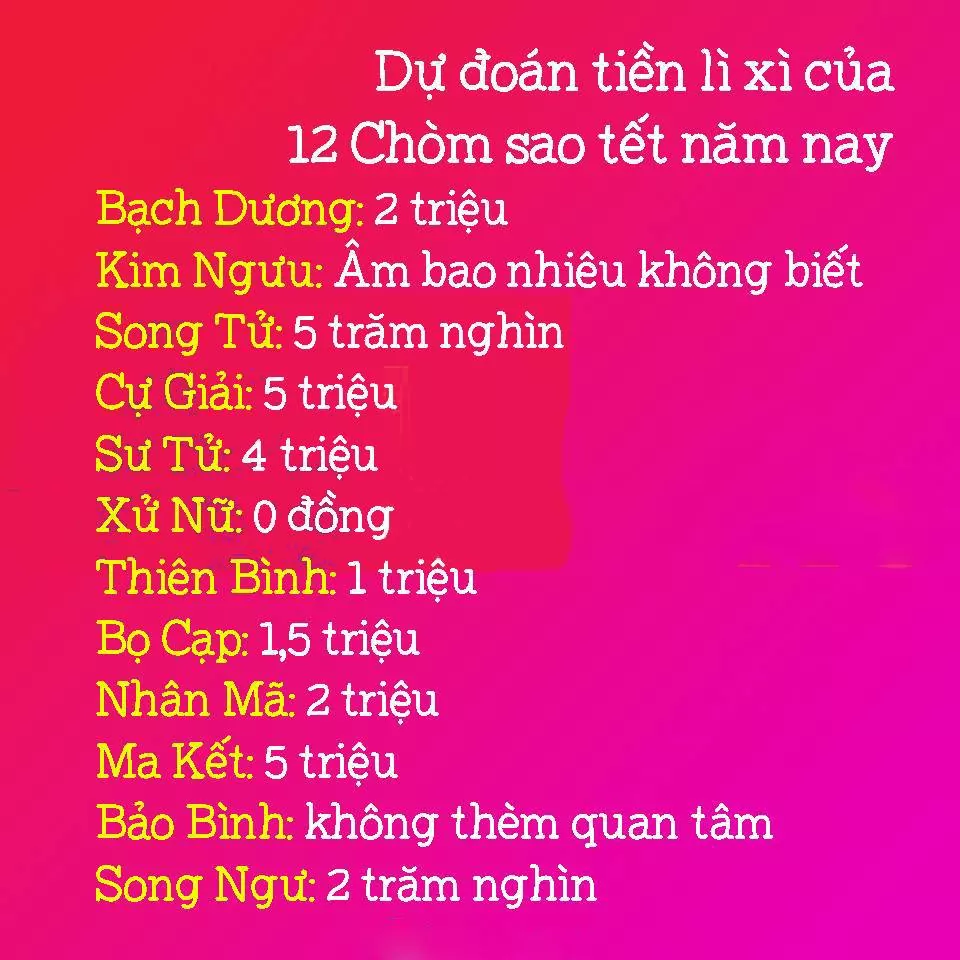 Dự đoán tiền lì xì của
12 Chòm sao tết năm nay
Bạch Dương: 2 triệu
Kim Ngưu: Âm bao nhiêu không biết
Song Tử: 5 trăm nghìn
Cự Giải: 5 triệu
Sư Tử: 4 triệu
Xử Nữ: 0 đồng
Thiên Bình: 1 triệu
Bọ Cạp: 1,5 triệu
Nhân Mã: 2 triệu
Ma Kết: 5 triệu
Bảo Bình: không thèm quan tâm
Song Ngư: 2 trăm nghìn